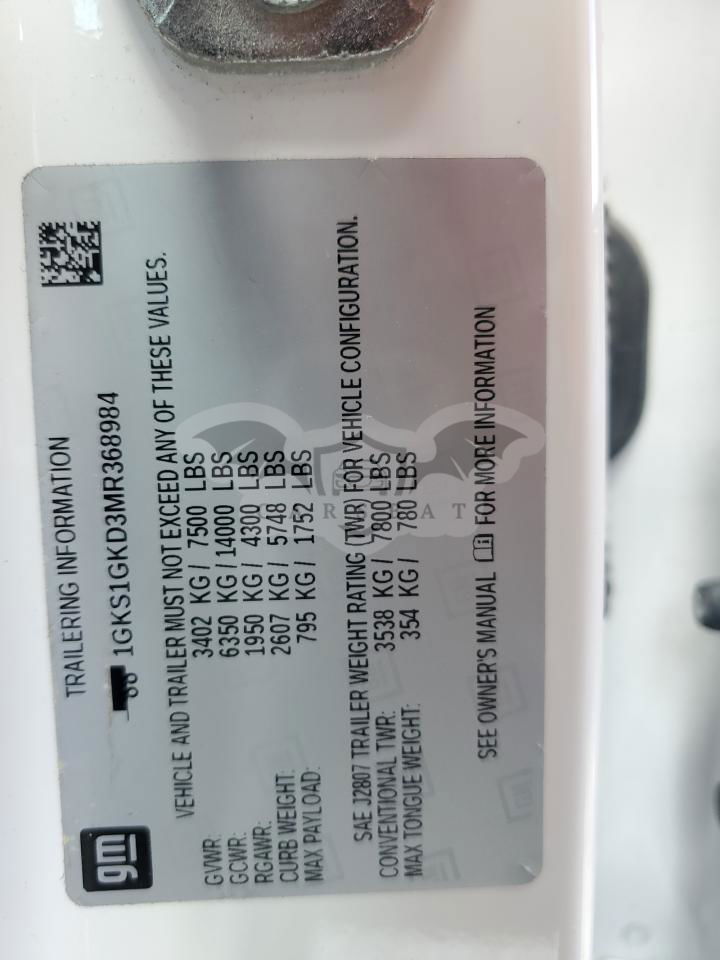 gm
TRAILERING INFORMATION
1GKS1GKD3MR368984
VEHICLE AND TRAILER MUST NOT EXCEED ANY OF THESE VALUES.
GVWR: 3402 KG / 7500 LBS
GCWR: 6350 KG / 14000 LBS
RGAWR: 1950 KG / 4300 LBS
CURB WEIGHT: 2607 KG / 5748 LBS
MAX PAYLOAD: 795 KG / 1752 LBS
SAE J2807 TRAILER WEIGHT RATING (TWR) FOR VEHICLE CONFIGURATION.
CONVENTIONAL TWR: 3538 KG / 7800 LBS
MAX TONGUE WEIGHT: 354 KG / 780 LBS
SEE OWNER'S MANUAL FOR MORE INFORMATION